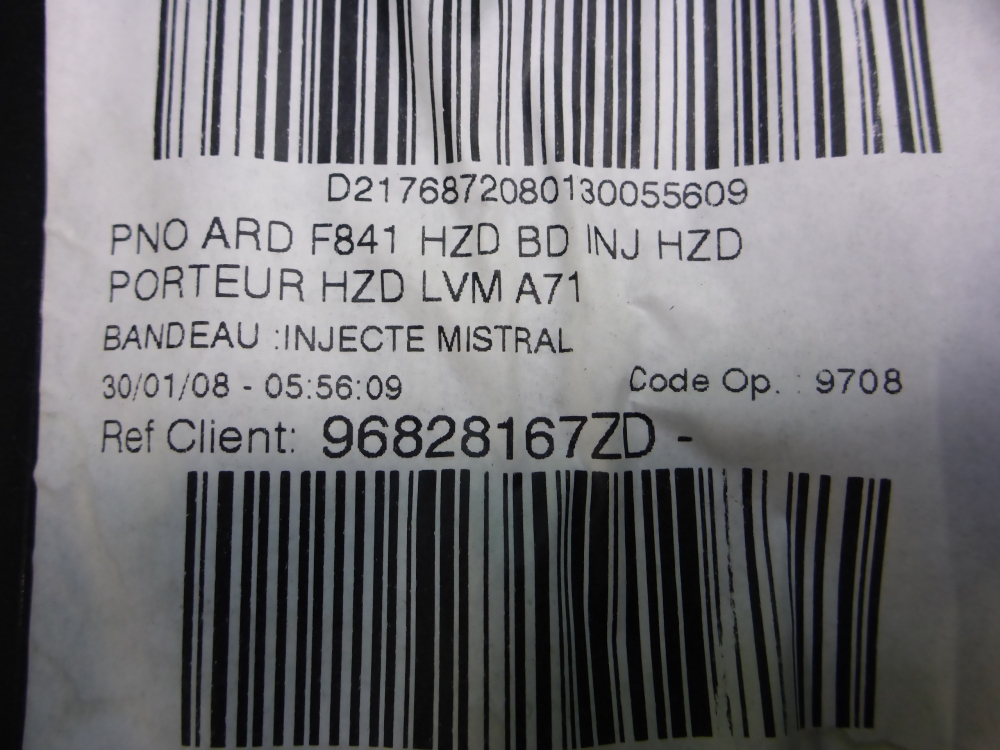 D2176872080130055609
PNO ARD F841 HZD BD INJ HZD
PORTEUR HZD LVM A71
BANDEAU :INJECTE MISTRAL
30/01/08 - 05:56:09 Code Op. : 9708
Ref Client: 96828167ZD -